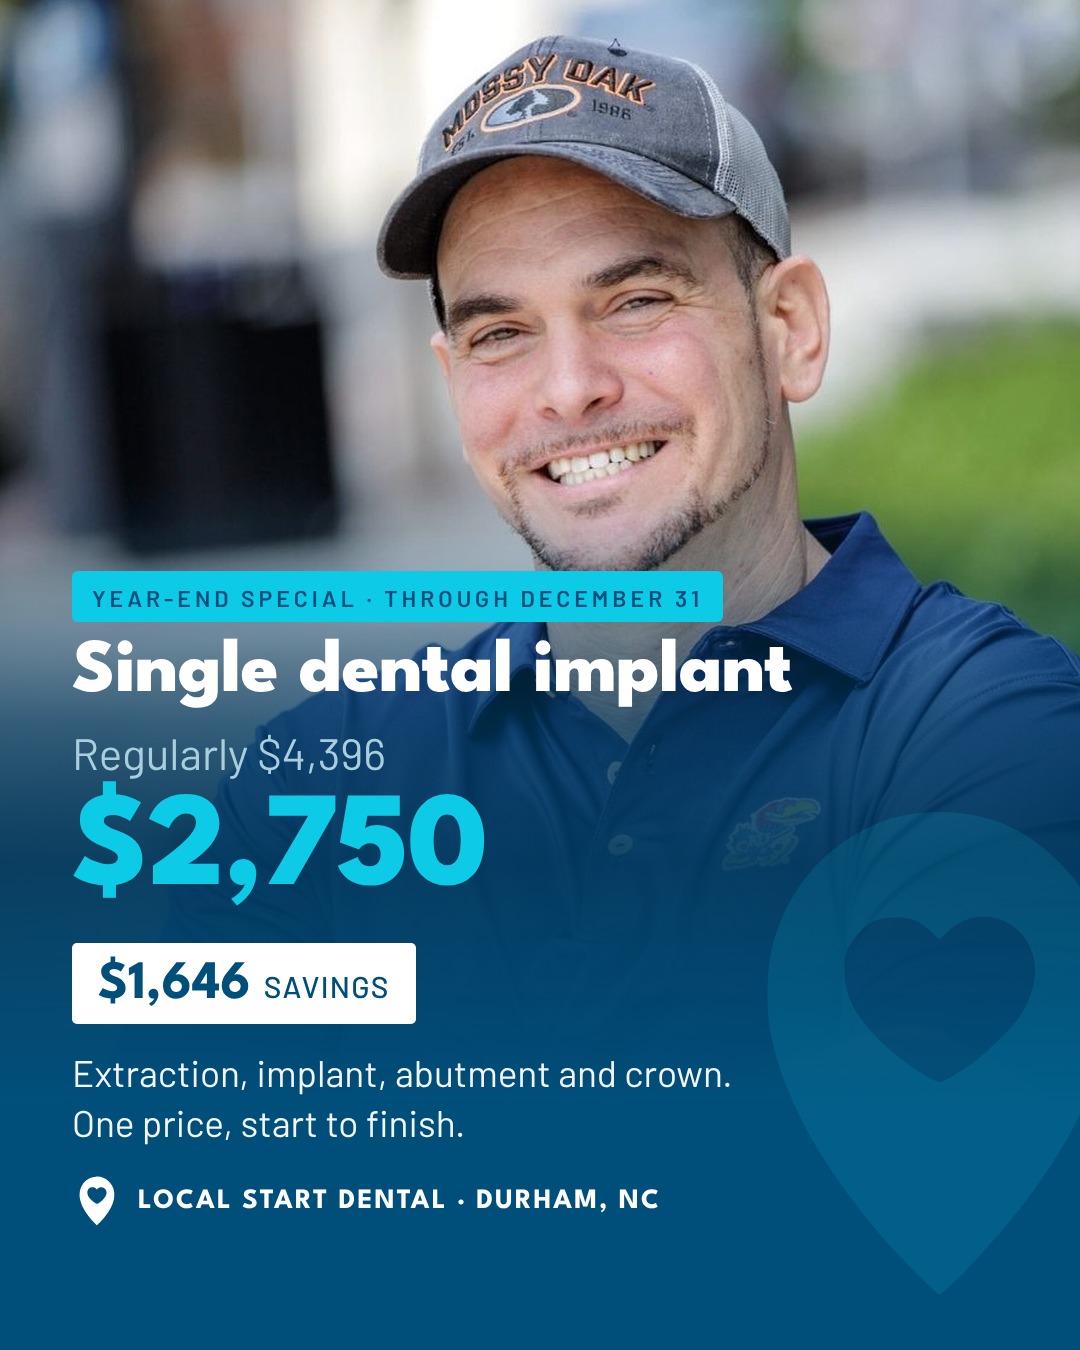 MOSSY OAK
Est. 1986
YEAR-END SPECIAL · THROUGH DECEMBER 31
Single dental implant
Regularly $4,396
$2,750
$1,646 SAVINGS
Extraction, implant, abutment and crown.
One price, start to finish.
LOCAL START DENTAL · DURHAM, NC